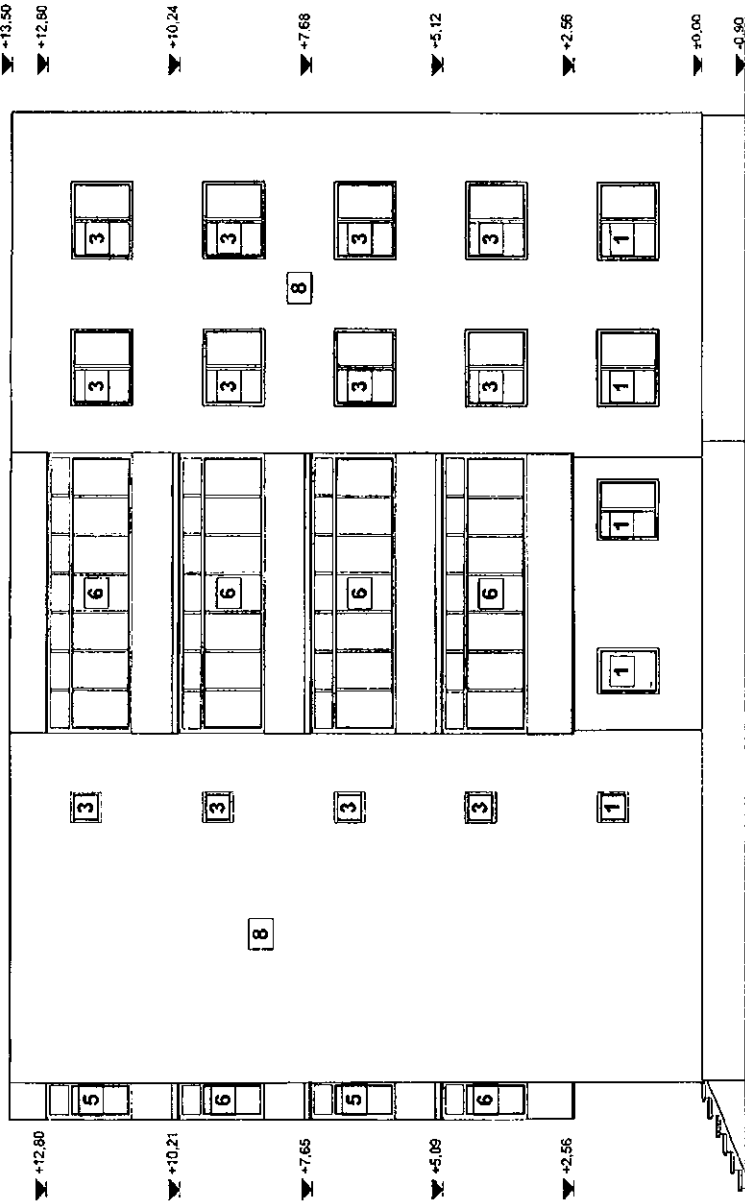 +13,50
+12,80 +12,80
5 3 6 3 3
+10,21 +10,24
6 3 6 3 3
8
8
+7,65 +7,68
5 3 6 3 3
+5,09 +5,12
6 3 6 3 3
+2,56 +2,56
1 1 1 1 1
±0,00
-0,90